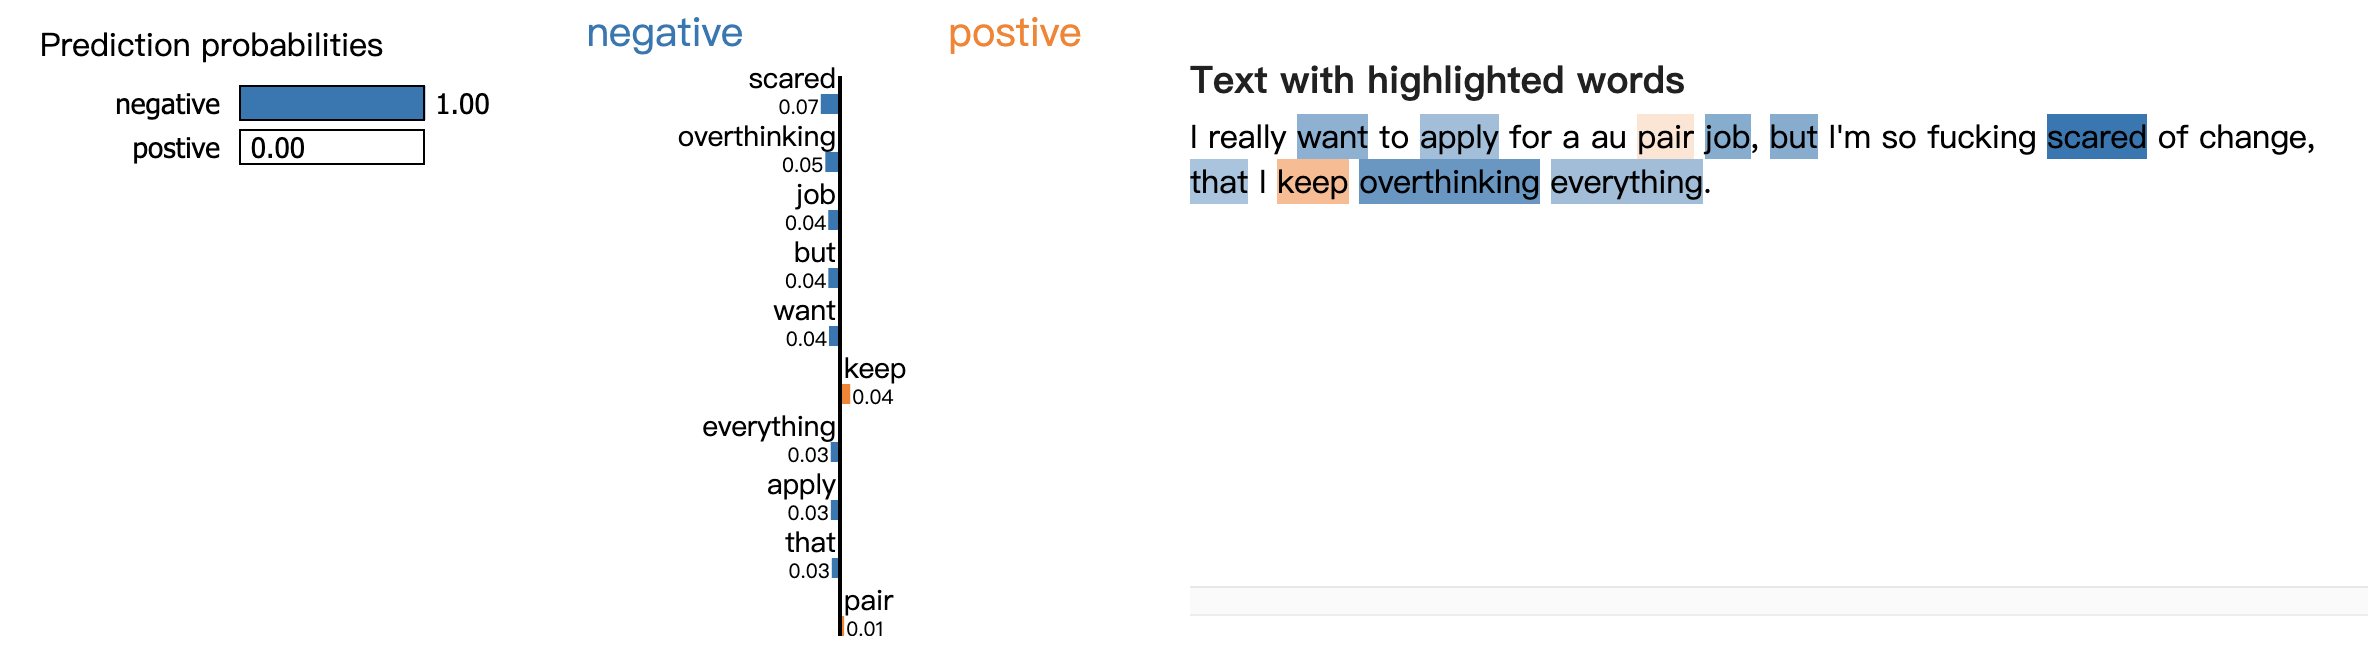 Prediction probabilities
negative 1.00
postive 0.00
negative postive
scared
0.07
overthinking
0.05
job
0.04
but
0.04
want
0.04
keep
0.04
everything
0.03
apply
0.03
that
0.03
pair
0.01
Text with highlighted words
I really want to apply for a au pair job, but I'm so fucking scared of change,
that I keep overthinking everything.